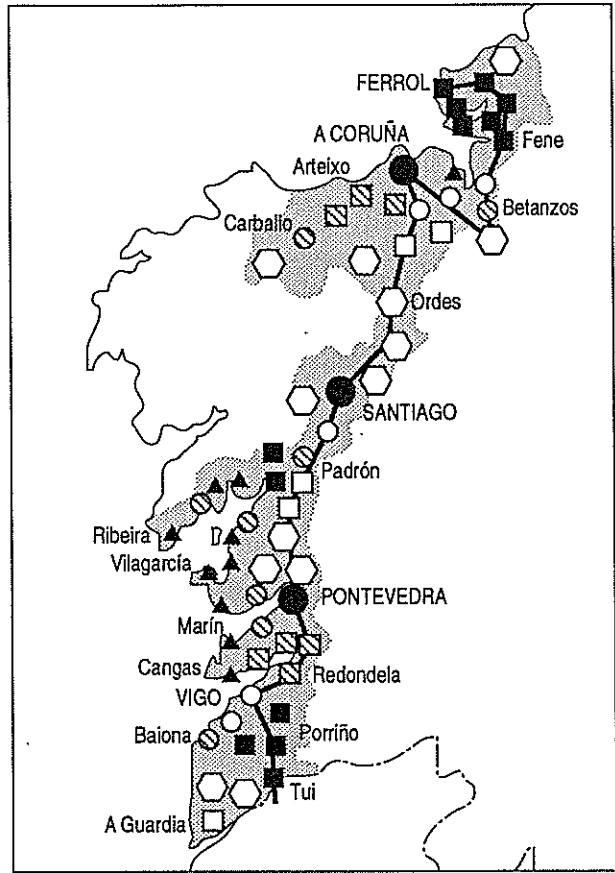 FERROL
Fene
A CORUÑA
Arteixo
Betanzos
Carballo
Ordes
SANTIAGO
Padrón
Ribeira
Vilagarcía
PONTEVEDRA
Marín
Cangas
Redondela
VIGO
Baiona
Porriño
Tui
A Guardia